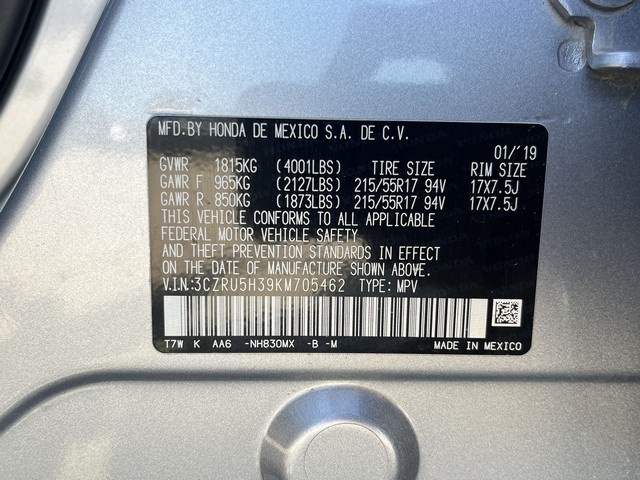 MFD.BY HONDA DE MEXICO S.A. DE C.V.
01/'19
GVWR 1815KG (4001LBS) TIRE SIZE RIM SIZE
GAWR F 965KG (2127LBS) 215/55R17 94V 17X7.5J
GAWR R 850KG (1873LBS) 215/55R17 94V 17X7.5J
THIS VEHICLE CONFORMS TO ALL APPLICABLE
FEDERAL MOTOR VEHICLE SAFETY
AND THEFT PREVENTION STANDARDS IN EFFECT
ON THE DATE OF MANUFACTURE SHOWN ABOVE.
V.I.N.:3CZRU5H39KM705462 TYPE: MPV
T7W K AA6 -NH830MX -B -M MADE IN MEXICO